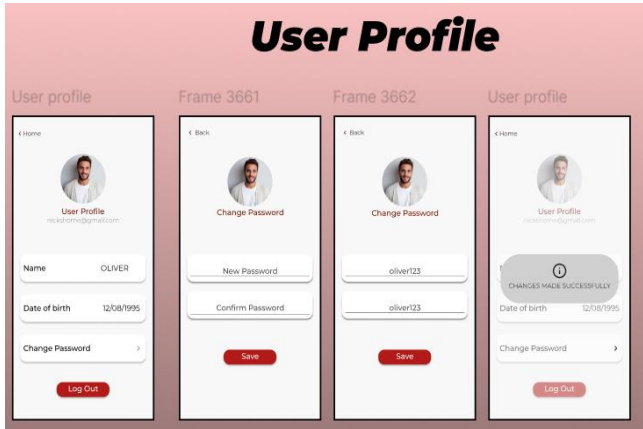 User Profile
User profile
Frame 3661
Frame 3662
User profile
< Home
User Profile
Name OLIVER
Date of birth 12/08/1995
Change Password >
Log Out
< Back
Change Password
New Password
Confirm Password
Save
< Back
Change Password
oliver123
oliver123
Save
< Home
User Profile
CHANGES MADE SUCCESSFULLY
Date of birth 12/08/1995
Change Password >
Log Out